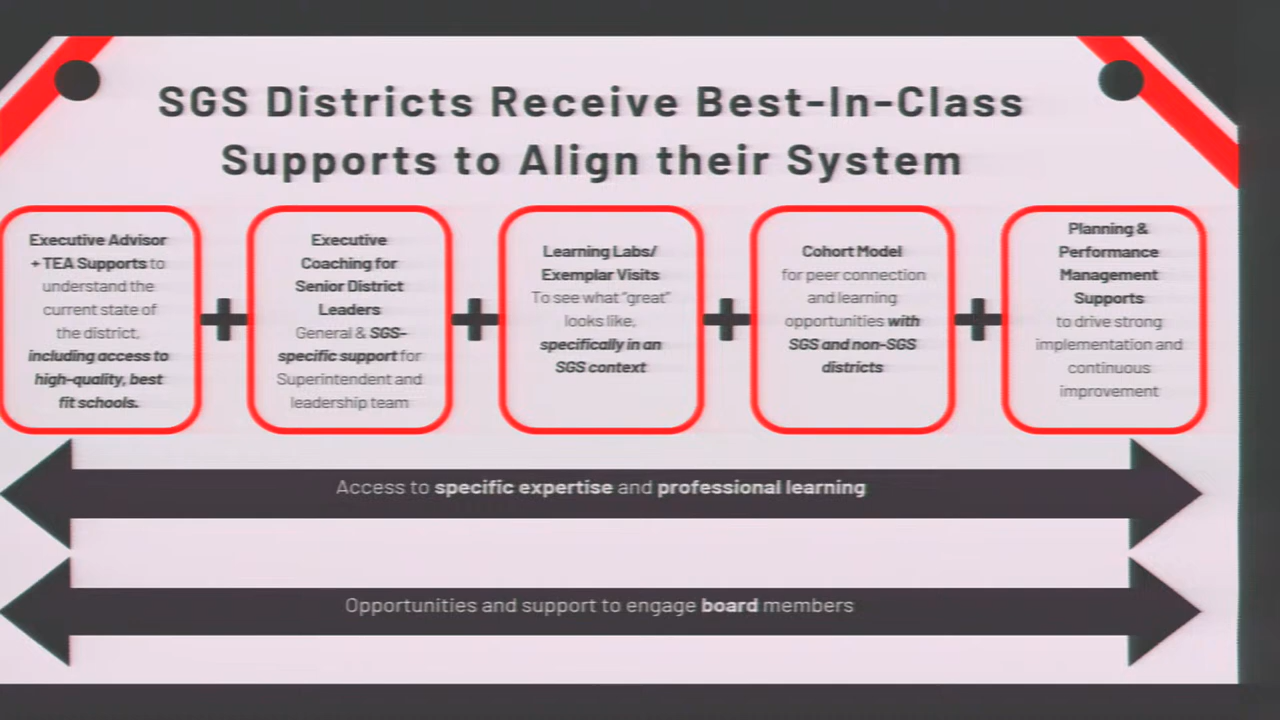 SGS Districts Receive Best-In-Class
Supports to Align their System
Executive Advisor
+ TEA Supports to
understand the
current state of
the district,
including access to
high-quality, best
fit schools.
Executive
Coaching for
Senior District
Leaders
General & SGS-
specific support for
Superintendent and
leadership team
Learning Labs/
Exemplar Visits
To see what "great"
looks like,
specifically in an
SGS context
Cohort Model
for peer connection
and learning
opportunities with
SGS and non-SGS
districts
Planning &
Performance
Management
Supports
to drive strong
implementation and
continuous
improvement
Access to specific expertise and professional learning
Opportunities and support to engage board members